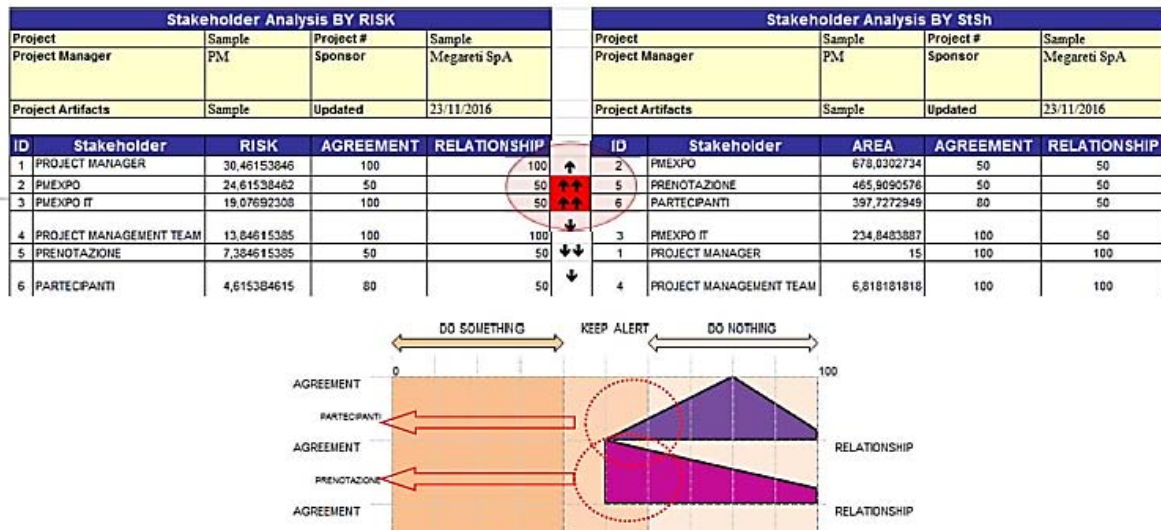 Stakeholder Analysis BY RISK
Project Sample Project # Sample
Project Manager PM Sponsor Megareti SpA
Project Artifacts Sample Updated 23/11/2016
ID Stakeholder RISK AGREEMENT RELATIONSHIP
1 PROJECT MANAGER 30,46153846 100 100
2 PMEXPO 24,61538462 50 50
3 PMEXPO IT 19,07692308 100 50
4 PROJECT MANAGEMENT TEAM 13,84615385 100 100
5 PRENOTAZIONE 7,384615385 50 50
6 PARTECIPANTI 4,615384615 80 50
Stakeholder Analysis BY StSh
Project Sample Project # Sample
Project Manager PM Sponsor Megareti SpA
Project Artifacts Sample Updated 23/11/2016
ID Stakeholder AREA AGREEMENT RELATIONSHIP
2 PMEXPO 678,0302734 50 50
5 PRENOTAZIONE 465,9090576 50 50
6 PARTECIPANTI 397,7272949 80 50
3 PMEXPO IT 234,8483887 100 50
1 PROJECT MANAGER 15 100 100
4 PROJECT MANAGEMENT TEAM 6,818181818 100 100
DO SOMETHING KEEP ALERT DO NOTHING
0 100
AGREEMENT
PARTECIPANTI
AGREEMENT RELATIONSHIP
PRENOTAZIONE
AGREEMENT RELATIONSHIP